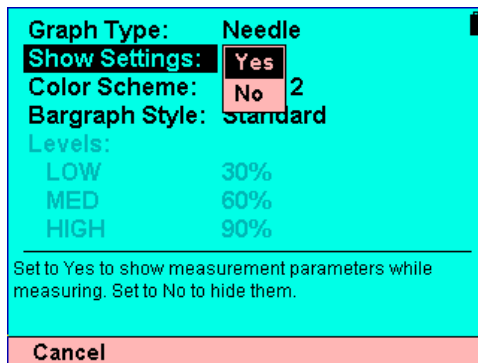 Graph Type: Needle
Show Settings: Yes
No
Color Scheme: 2
Bargraph Style: Standard
Levels:
LOW 30%
MED 60%
HIGH 90%
Set to Yes to show measurement parameters while
measuring. Set to No to hide them.
Cancel